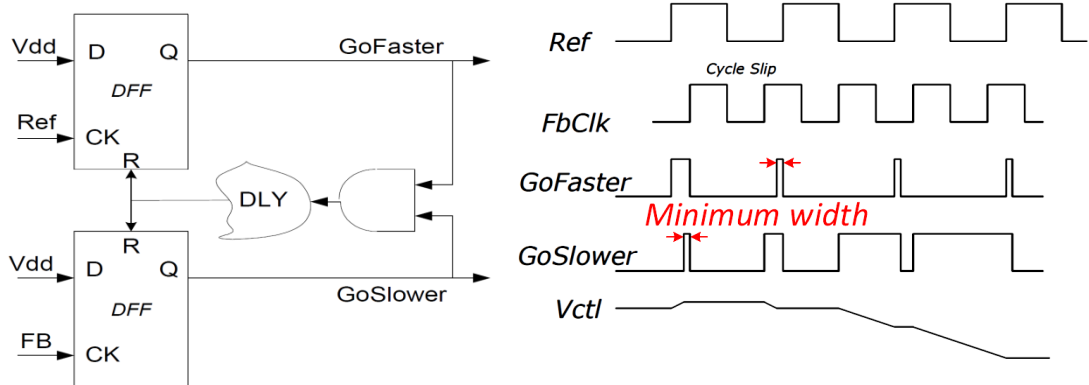 Vdd
D
Q
GoFaster
DFF
Ref
CK
R
DLY
R
Vdd
D
Q
GoSlower
DFF
FB
CK
Ref
Cycle Slip
FbClk
GoFaster
Minimum width
GoSlower
Vctl